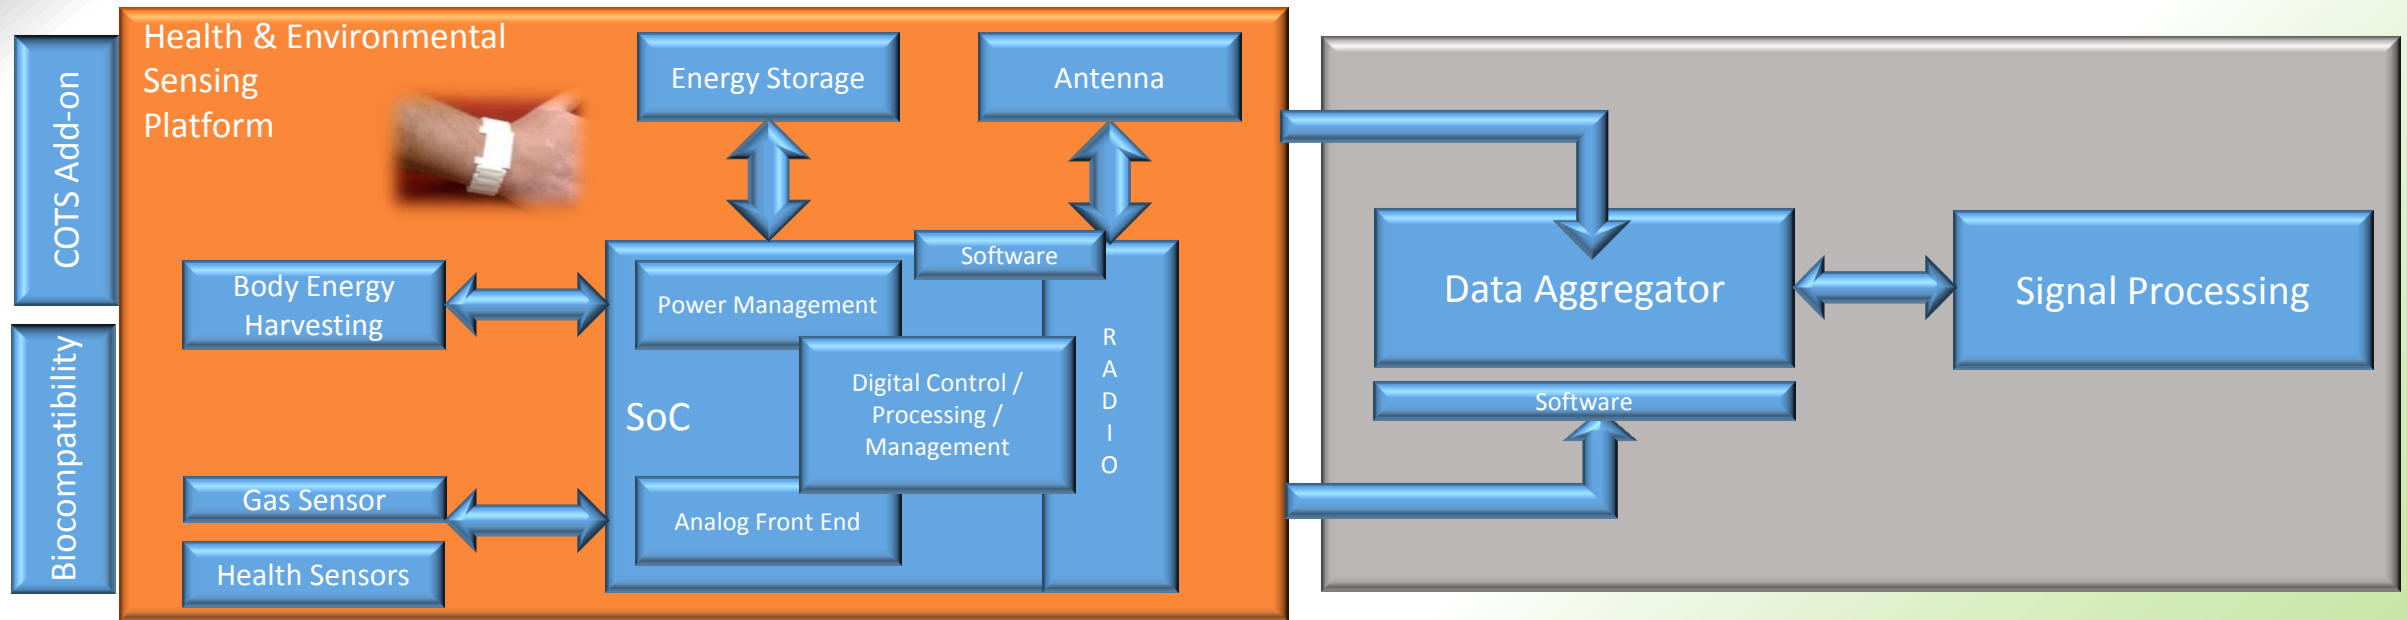 COTS Add-on
Biocompatibility
Health & Environmental
Sensing
Platform
Energy Storage
Antenna
Body Energy
Harvesting
Gas Sensor
Health Sensors
Software
Power Management
SoC
Digital Control /
Processing /
Management
Analog Front End
R
A
D
I
O
Data Aggregator
Software
Signal Processing